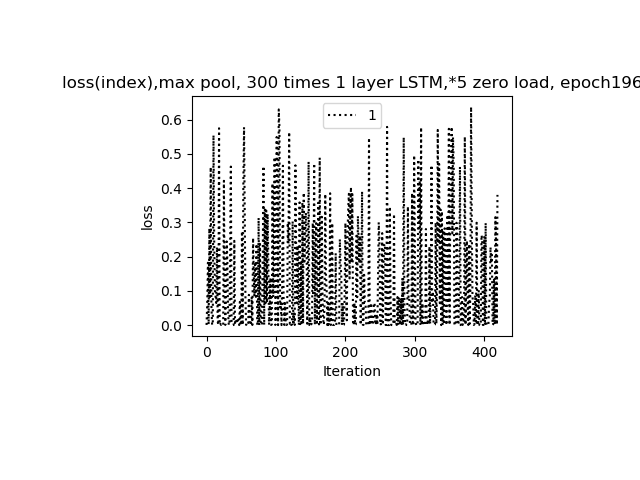 loss(index),max pool, 300 times 1 layer LSTM,*5 zero load, epoch196
1
0.6
0.5
0.4
0.3
0.2
0.1
0.0
loss
0 100 200 300 400
Iteration